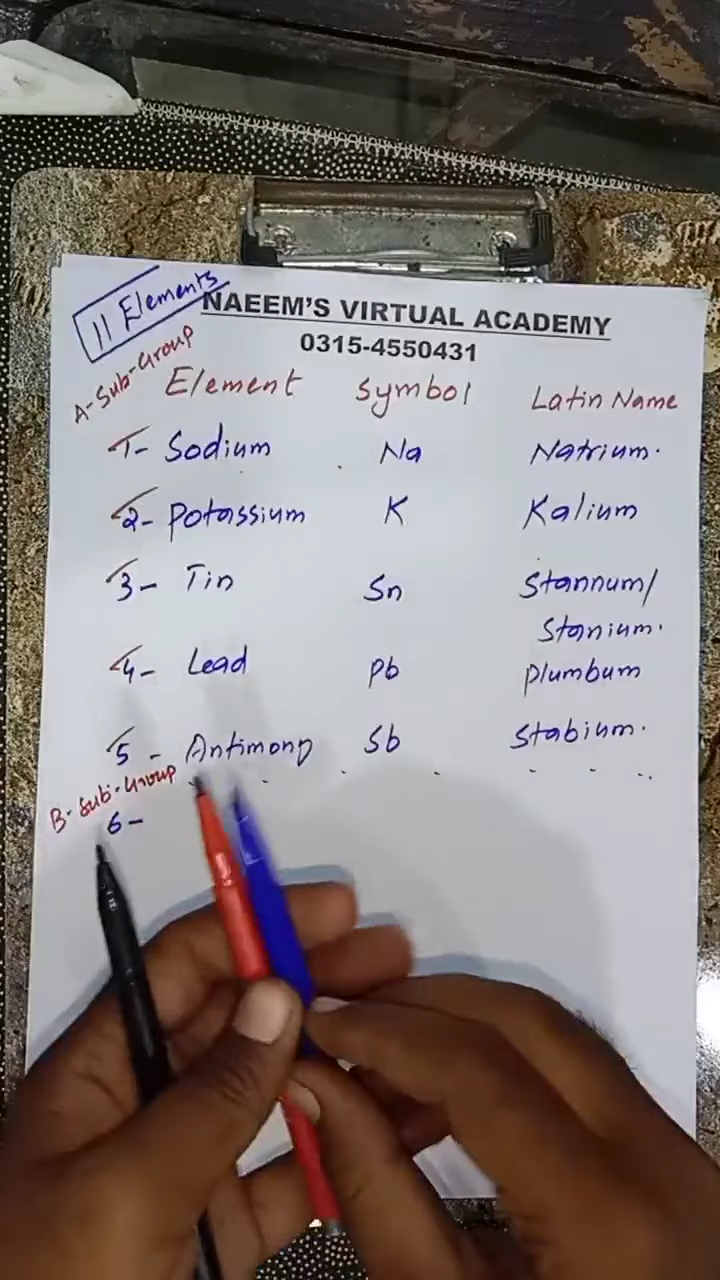 11 Elements
NAEEM'S VIRTUAL ACADEMY
0315-4550431
A-Sub-Group
Element Symbol Latin Name
1- Sodium Na Natrium.
2- Potassium K Kalium
3- Tin Sn Stannum/
Stanium.
4- Lead Pb Plumbum
5- Antimony Sb Stabium.
B-Sub-Group
6-